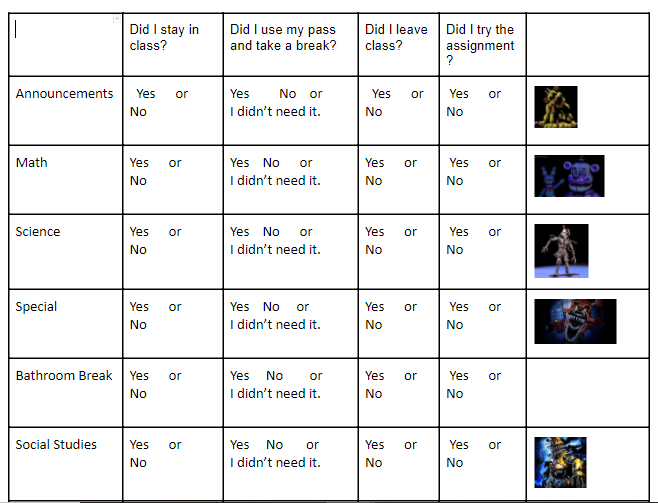 Did I stay in class? Did I use my pass and take a break? Did I leave class? Did I try the assignment ?
Announcements Yes or No Yes No or I didn't need it. Yes or No Yes or No
Math Yes or No Yes No or I didn't need it. Yes or No Yes or No
Science Yes or No Yes No or I didn't need it. Yes or No Yes or No
Special Yes or No Yes No or I didn't need it. Yes or No Yes or No
Bathroom Break Yes or No Yes No or I didn't need it. Yes or No Yes or No
Social Studies Yes or No Yes No or I didn't need it. Yes or No Yes or No